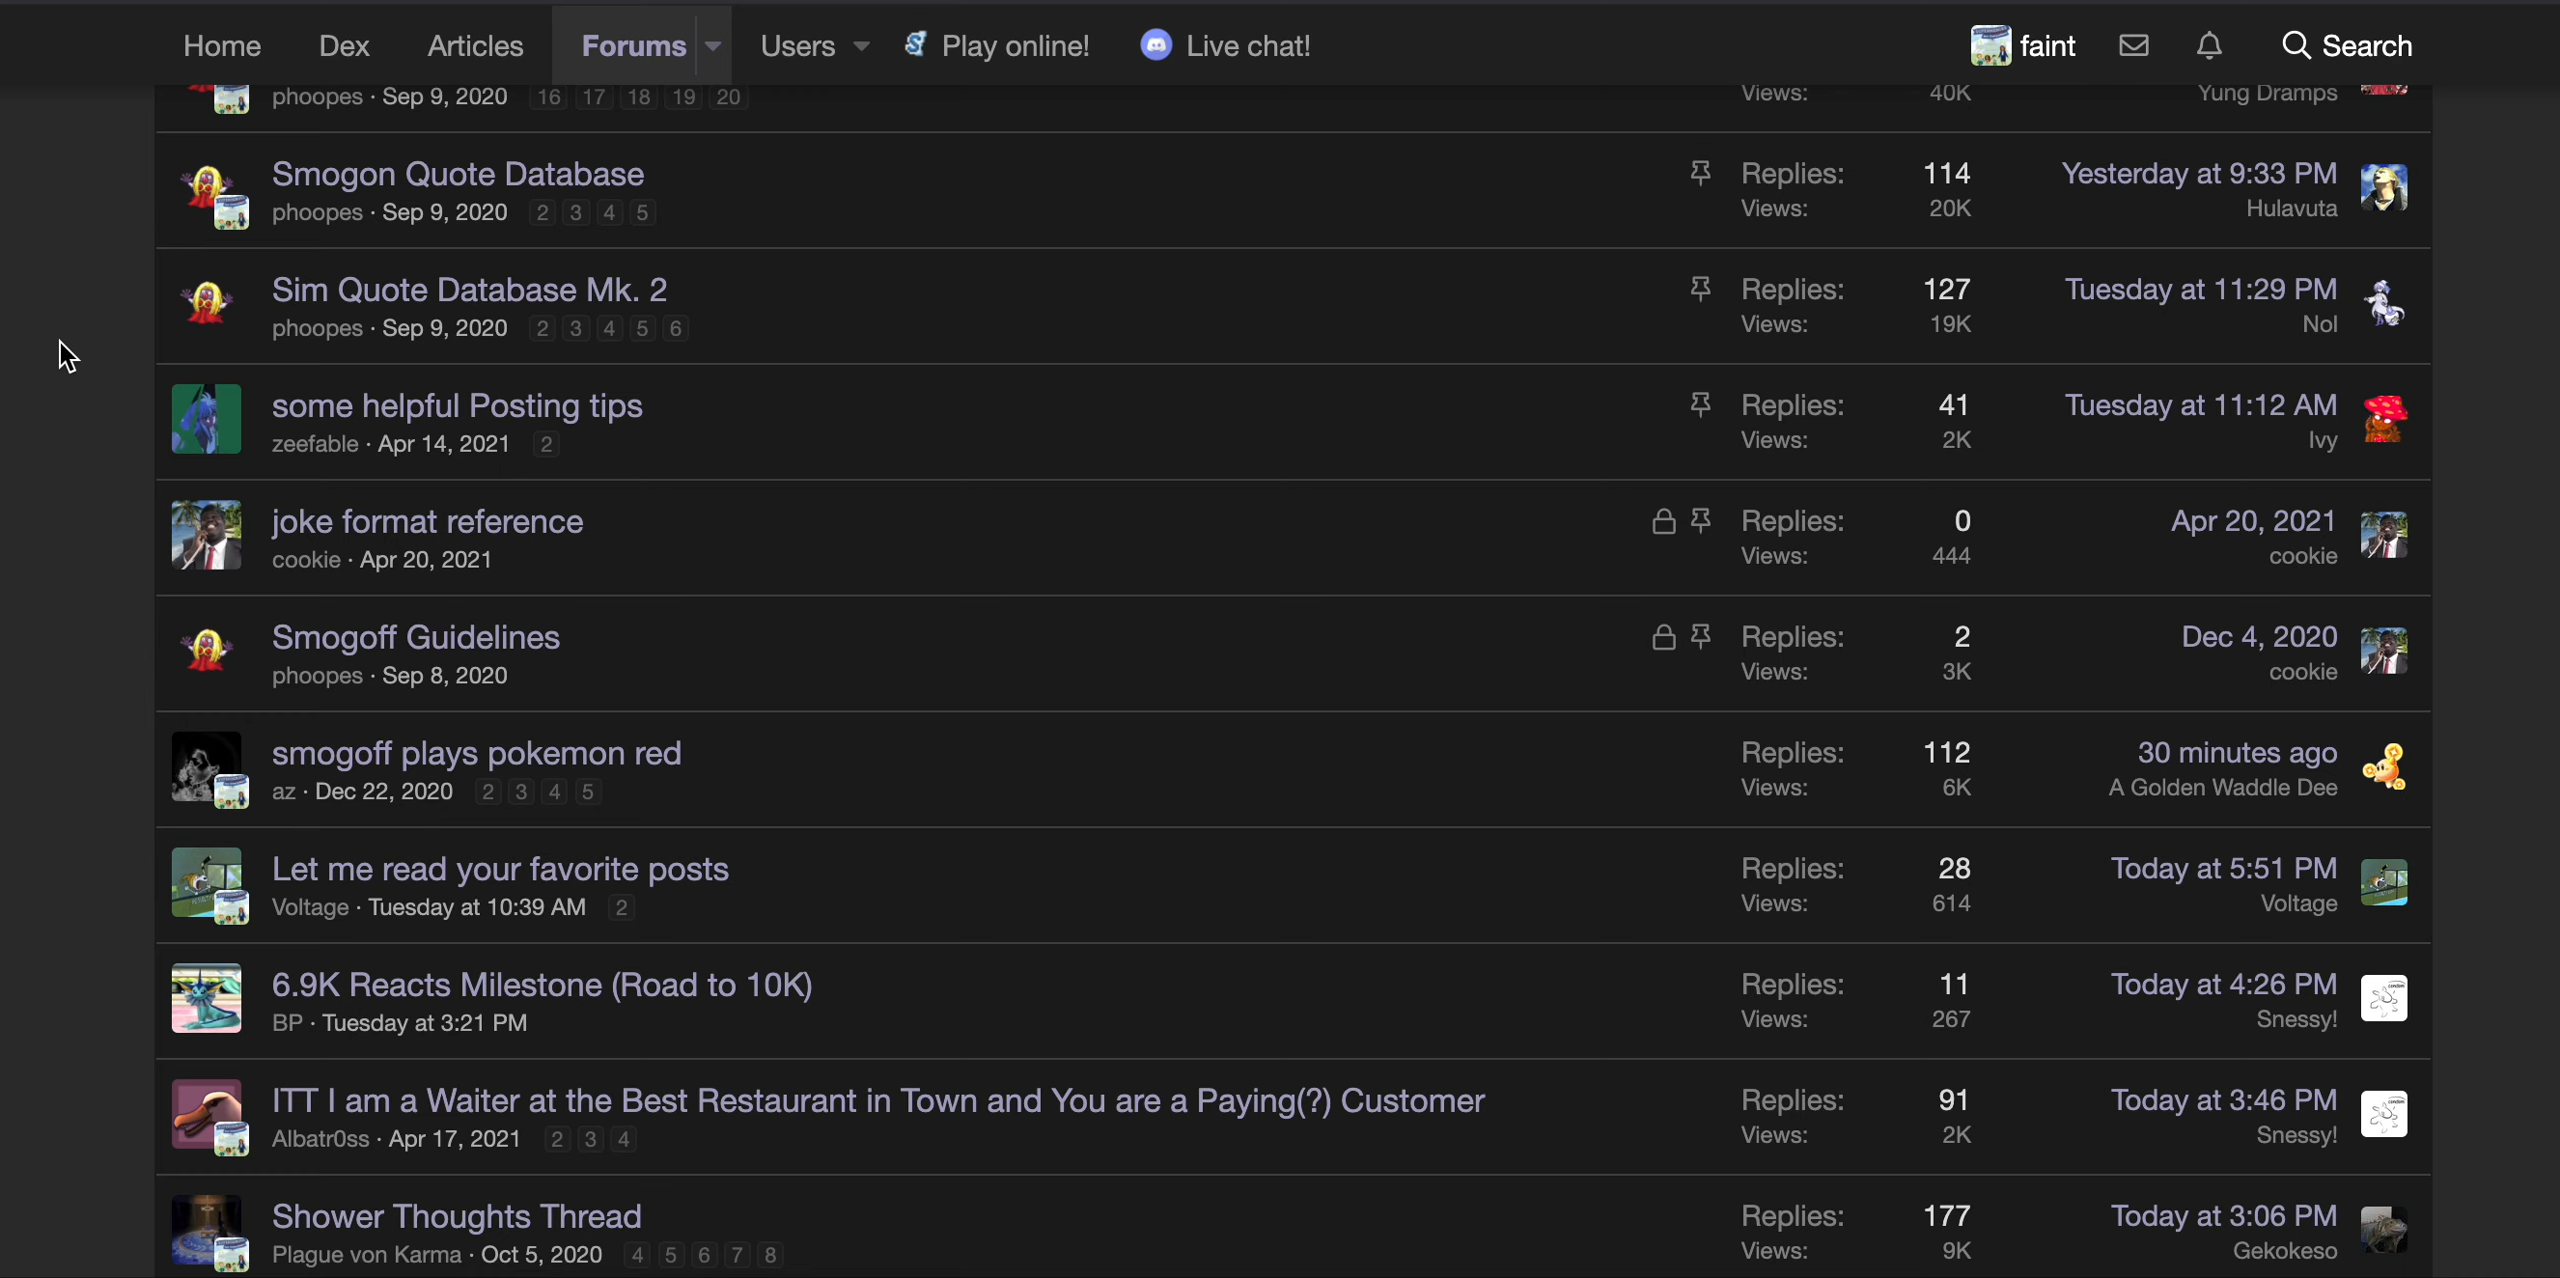 Home Dex Articles Forums Users Play online! Live chat! faint Search
phoopes · Sep 9, 2020 16 17 18 19 20 Views: 40K Yung Dramps
Smogon Quote Database Replies: 114 Yesterday at 9:33 PM
phoopes · Sep 9, 2020 2 3 4 5 Views: 20K Hulavuta
Sim Quote Database Mk. 2 Replies: 127 Tuesday at 11:29 PM
phoopes · Sep 9, 2020 2 3 4 5 6 Views: 19K Nol
some helpful Posting tips Replies: 41 Tuesday at 11:12 AM
zeefable · Apr 14, 2021 2 Views: 2K Ivy
joke format reference Replies: 0 Apr 20, 2021
cookie · Apr 20, 2021 Views: 444 cookie
Smogoff Guidelines Replies: 2 Dec 4, 2020
phoopes · Sep 8, 2020 Views: 3K cookie
smogoff plays pokemon red Replies: 112 30 minutes ago
az · Dec 22, 2020 2 3 4 5 Views: 6K A Golden Waddle Dee
Let me read your favorite posts Replies: 28 Today at 5:51 PM
Voltage · Tuesday at 10:39 AM 2 Views: 614 Voltage
6.9K Reacts Milestone (Road to 10K) Replies: 11 Today at 4:26 PM
BP · Tuesday at 3:21 PM Views: 267 Snessy!
ITT I am a Waiter at the Best Restaurant in Town and You are a Paying(?) Customer Replies: 91 Today at 3:46 PM
Albatr0ss · Apr 17, 2021 2 3 4 Views: 2K Snessy!
Shower Thoughts Thread Replies: 177 Today at 3:06 PM
Plague von Karma · Oct 5, 2020 4 5 6 7 8 Views: 9K Gekokeso